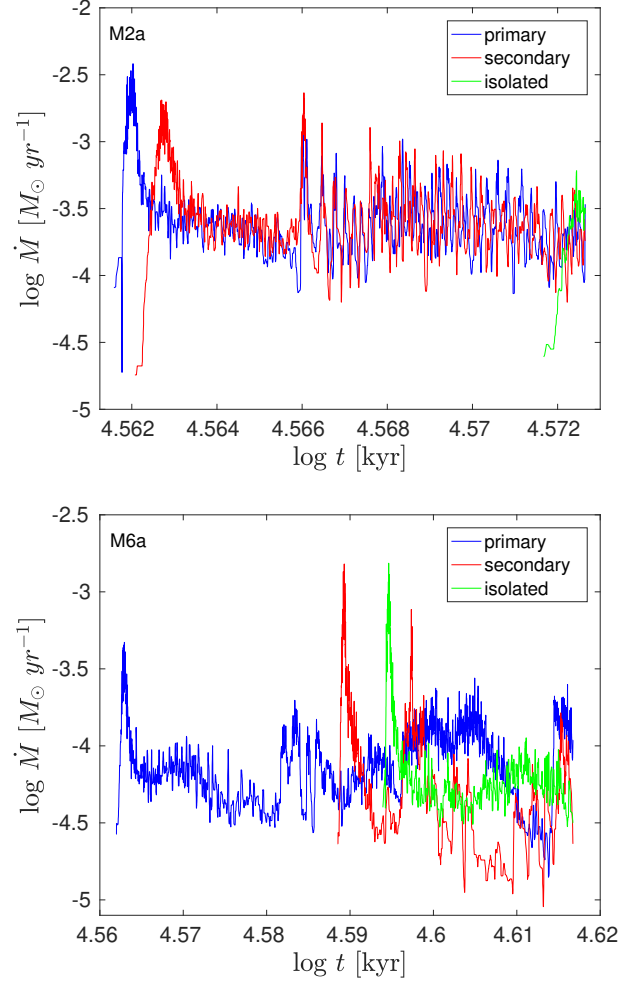 M2a
primary
secondary
isolated
-2
-2.5
-3
-3.5
-4
-4.5
-5
log Ṁ [M⊙ yr⁻¹]
4.562 4.564 4.566 4.568 4.57 4.572
log t [kyr]
M6a
primary
secondary
isolated
-2.5
-3
-3.5
-4
-4.5
-5
log Ṁ [M⊙ yr⁻¹]
4.56 4.57 4.58 4.59 4.6 4.61 4.62
log t [kyr]